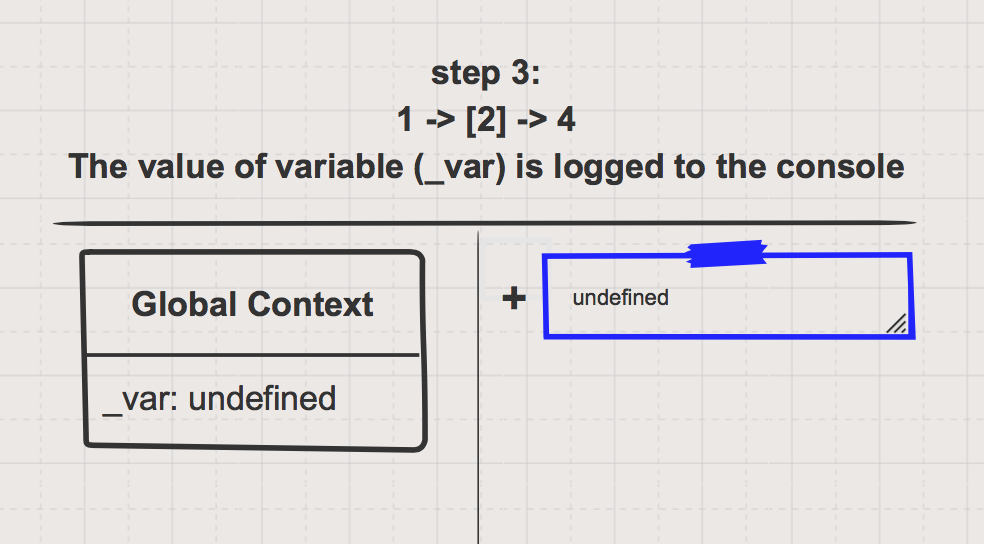 step 3:
1 -> [2] -> 4
The value of variable (_var) is logged to the console
Global Context
_var: undefined
+
undefined